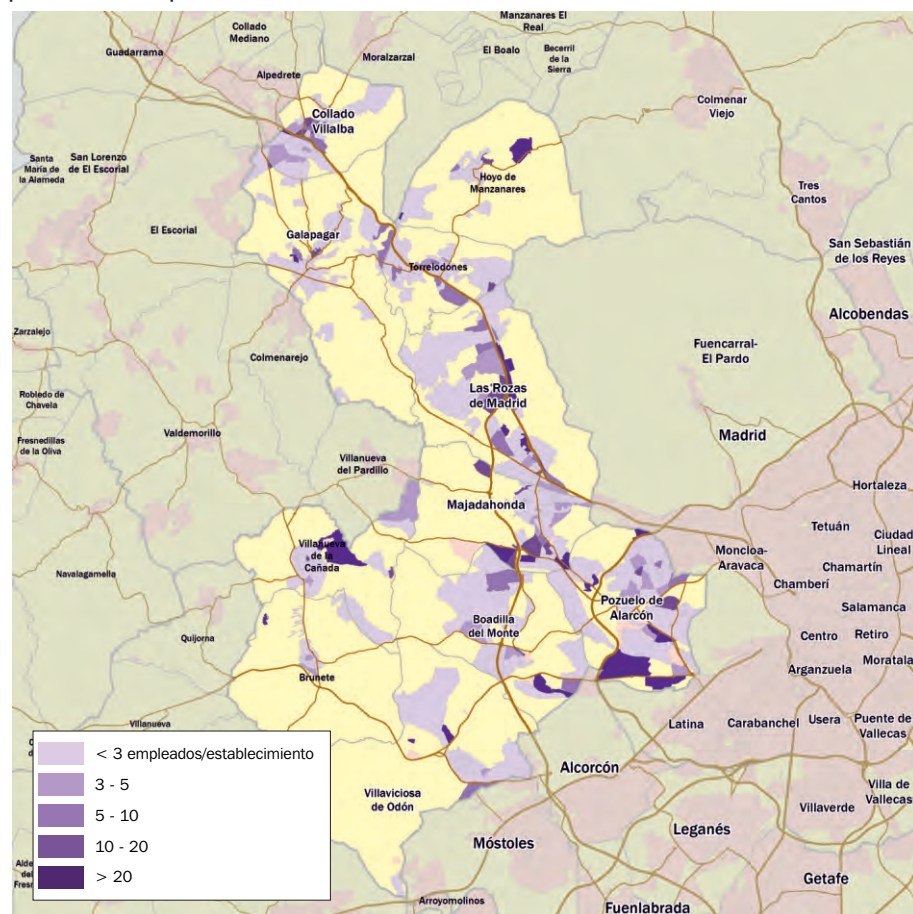 Manzanares El
Real
Collado
Mediano
Guadarrama
El Boalo
Becerril
de la
Sierra
Moralzarzal
Alpedrete
Collado
Villalba
Colmenar
Viejo
Santa
María de
la Alameda
San Lorenzo
de El Escorial
Hoyo de
Manzanares
Tres
Cantos
El Escorial
Galapagar
San Sebastián
de los Reyes
Torrelodones
Alcobendas
Zarzalejo
Colmenarejo
Fuencarral-
El Pardo
Robledo de
Chavela
Las Rozas
de Madrid
Fresnedillas
de la Oliva
Valdemorillo
Madrid
Villanueva
del Pardillo
Hortaleza
Majadahonda
Tetuán
Ciudad
Lineal
Villanueva
de la
Cañada
Moncloa-
Aravaca
Chamartín
Navalagamella
Chamberí
Pozuelo de
Alarcón
Salamanca
Boadilla
del Monte
Quijorna
Centro
Retiro
Arganzuela
Moratala
Brunete
Villanueva
Latina
Carabanchel
Usera
Puente de
Vallecas
< 3 empleados/establecimiento
3 - 5
5 - 10
10 - 20
> 20
Alcorcón
Villaviciosa
de Odón
Villa de
Vallecas
Villaverde
Leganés
Móstoles
Alde
del
Fresn
Getafe
Arroyomolinos
Fuenlabrada